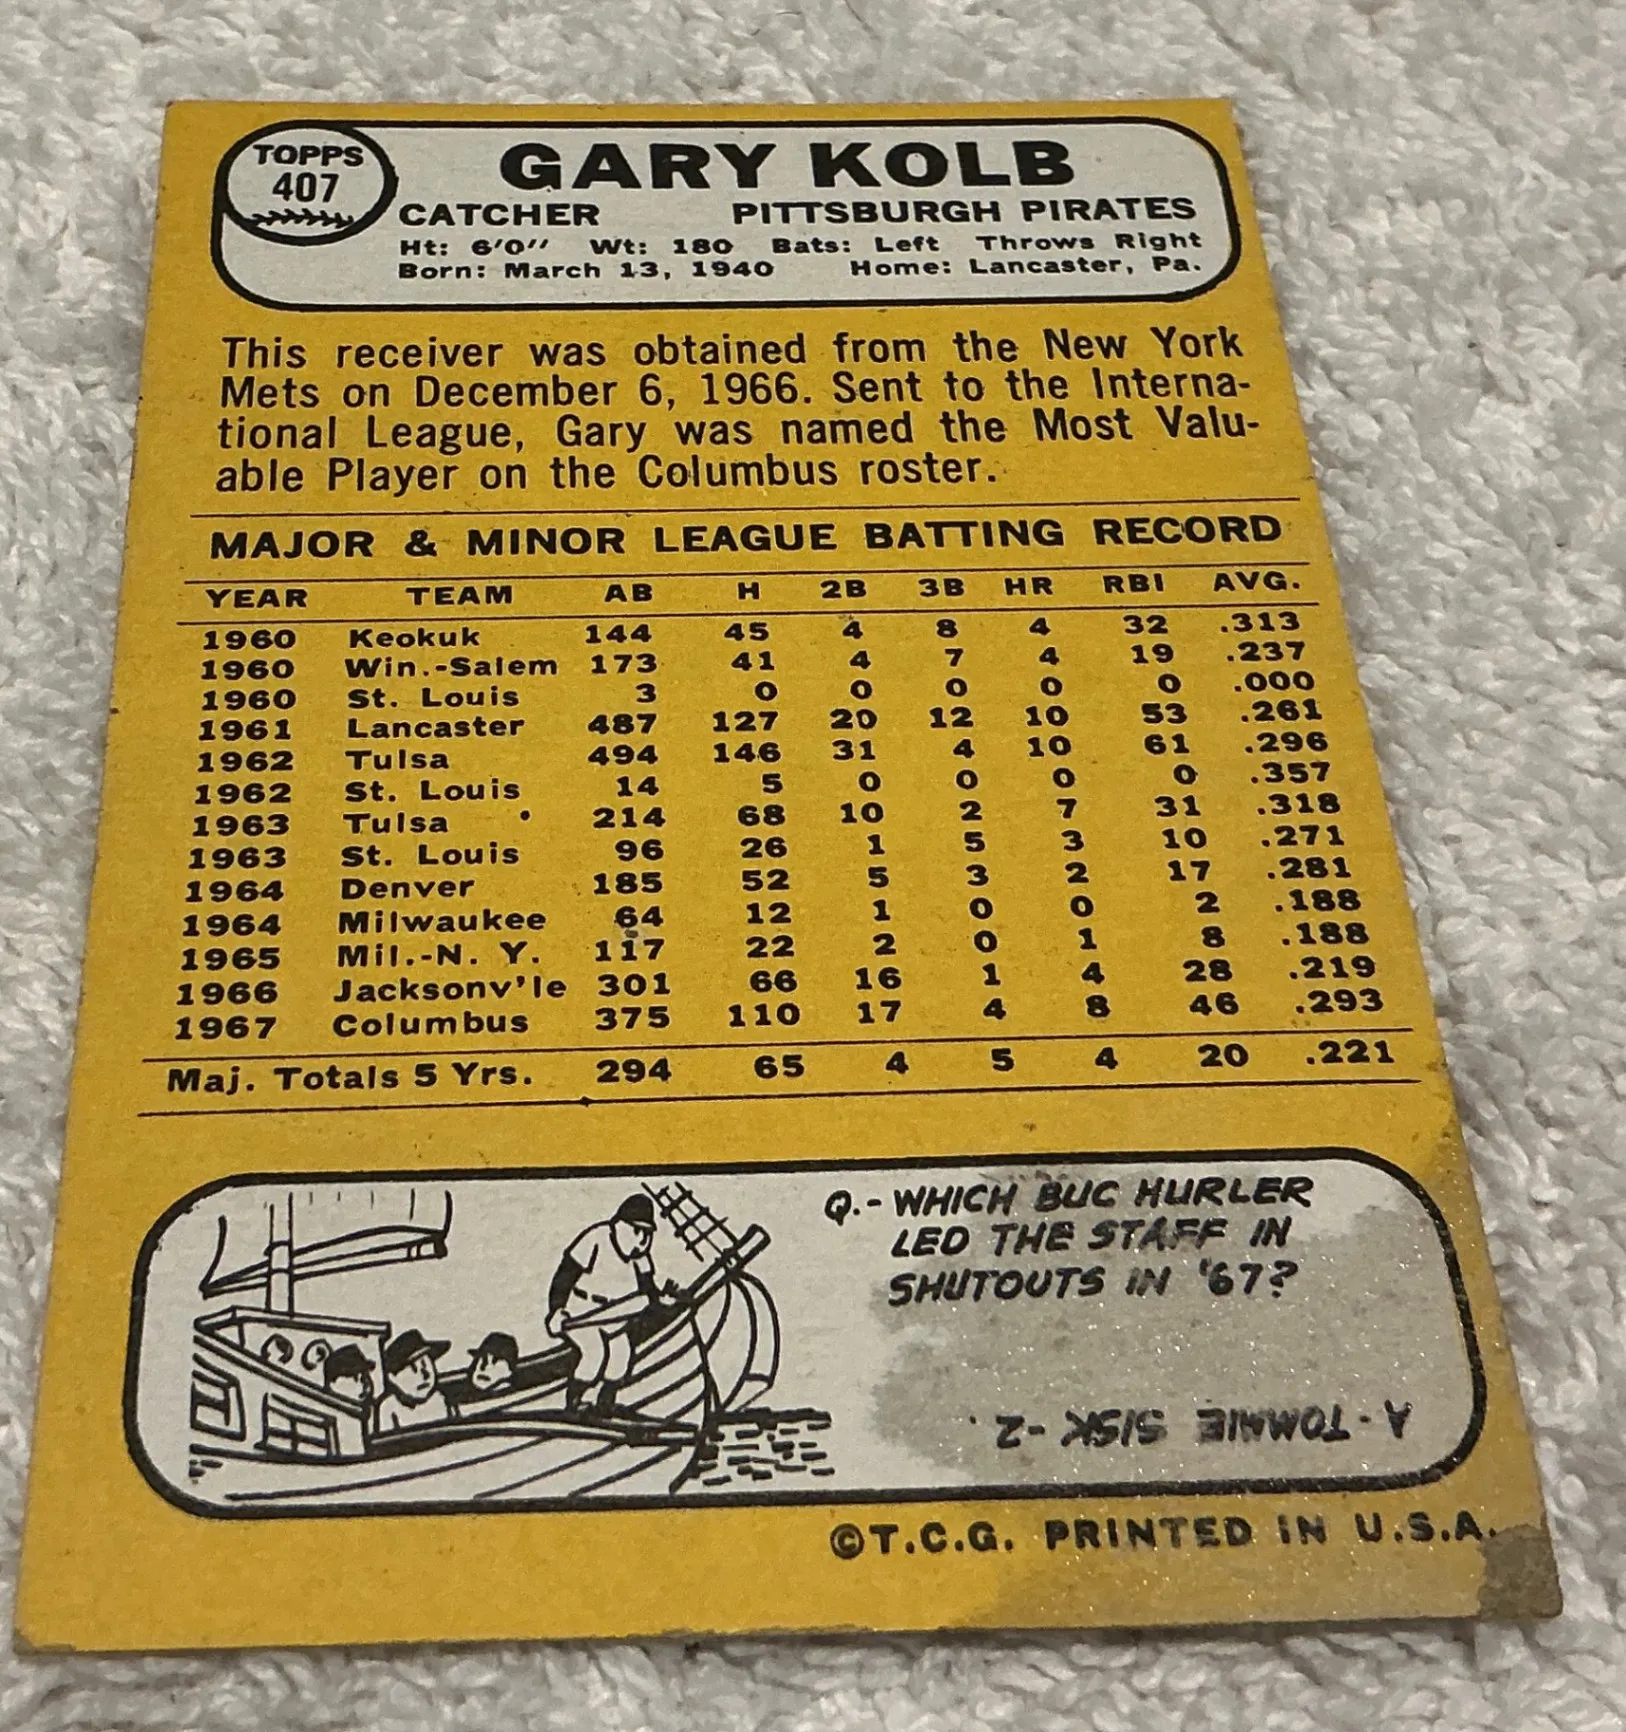 TOPPS
407
GARY KOLB
CATCHER PITTSBURGH PIRATES
Ht: 6'0" Wt: 180 Bats: Left Throws Right
Born: March 13, 1940 Home: Lancaster, Pa.
This receiver was obtained from the New York
Mets on December 6, 1966. Sent to the Interna-
tional League, Gary was named the Most Valu-
able Player on the Columbus roster.
MAJOR & MINOR LEAGUE BATTING RECORD
YEAR TEAM AB H 2B 3B HR RBI AVG.
1960 Keokuk 144 45 4 8 4 32 .313
1960 Win.-Salem 173 41 4 7 4 19 .237
1960 St. Louis 3 0 0 0 0 0 .000
1961 Lancaster 487 127 20 12 10 53 .261
1962 Tulsa 494 146 31 4 10 61 .296
1962 St. Louis 14 5 0 0 0 0 .357
1963 Tulsa 214 68 10 2 7 31 .318
1963 St. Louis 96 26 1 5 3 10 .271
1964 Denver 185 52 5 3 2 17 .281
1964 Milwaukee 64 12 1 0 0 2 .188
1965 Mil.-N. Y. 117 22 2 0 1 8 .188
1966 Jacksonv'le 301 66 16 1 4 28 .219
1967 Columbus 375 110 17 4 8 46 .293
Maj. Totals 5 Yrs. 294 65 4 5 4 20 .221
Q.- WHICH BUC HURLER
LED THE STAFF IN
SHUTOUTS IN '67?
A-TOMMIE SISK-2.
©T.C.G. PRINTED IN U.S.A.